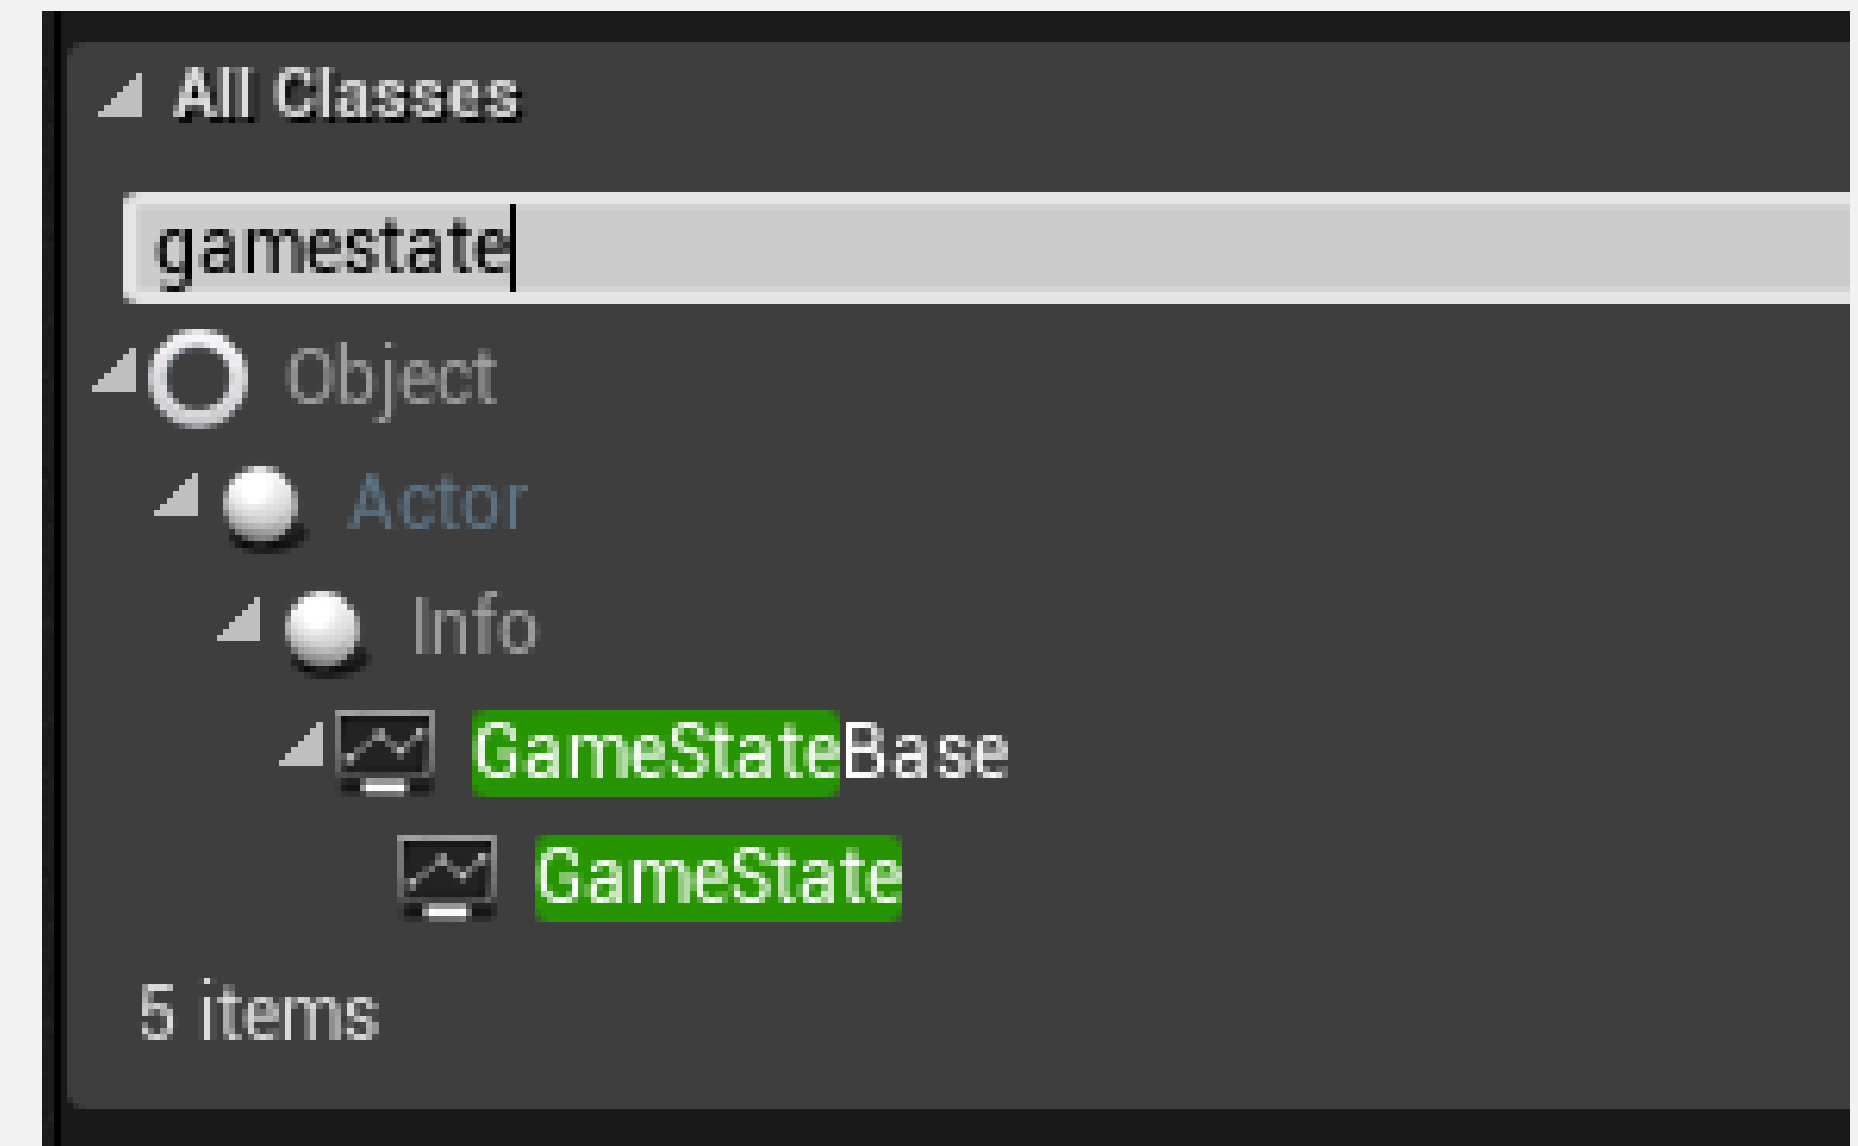 All Classes
gamestate
Object
Actor
Info
GameStateBase
GameState
5 items